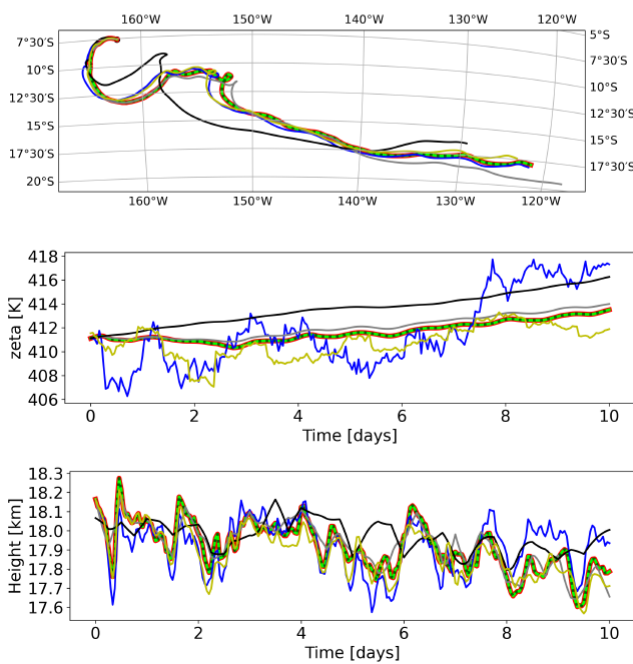 160°W 150°W 140°W 130°W 120°W
7°30'S 5°S
10°S 7°30'S
12°30'S 10°S
15°S 12°30'S
17°30'S 15°S
20°S 17°30'S
160°W 150°W 140°W 130°W 120°W
418
416
414
412
410
408
406
zeta [K]
0 2 4 6 8 10
Time [days]
18.3
18.2
18.1
18.0
17.9
17.8
17.7
17.6
Height [km]
0 2 4 6 8 10
Time [days]